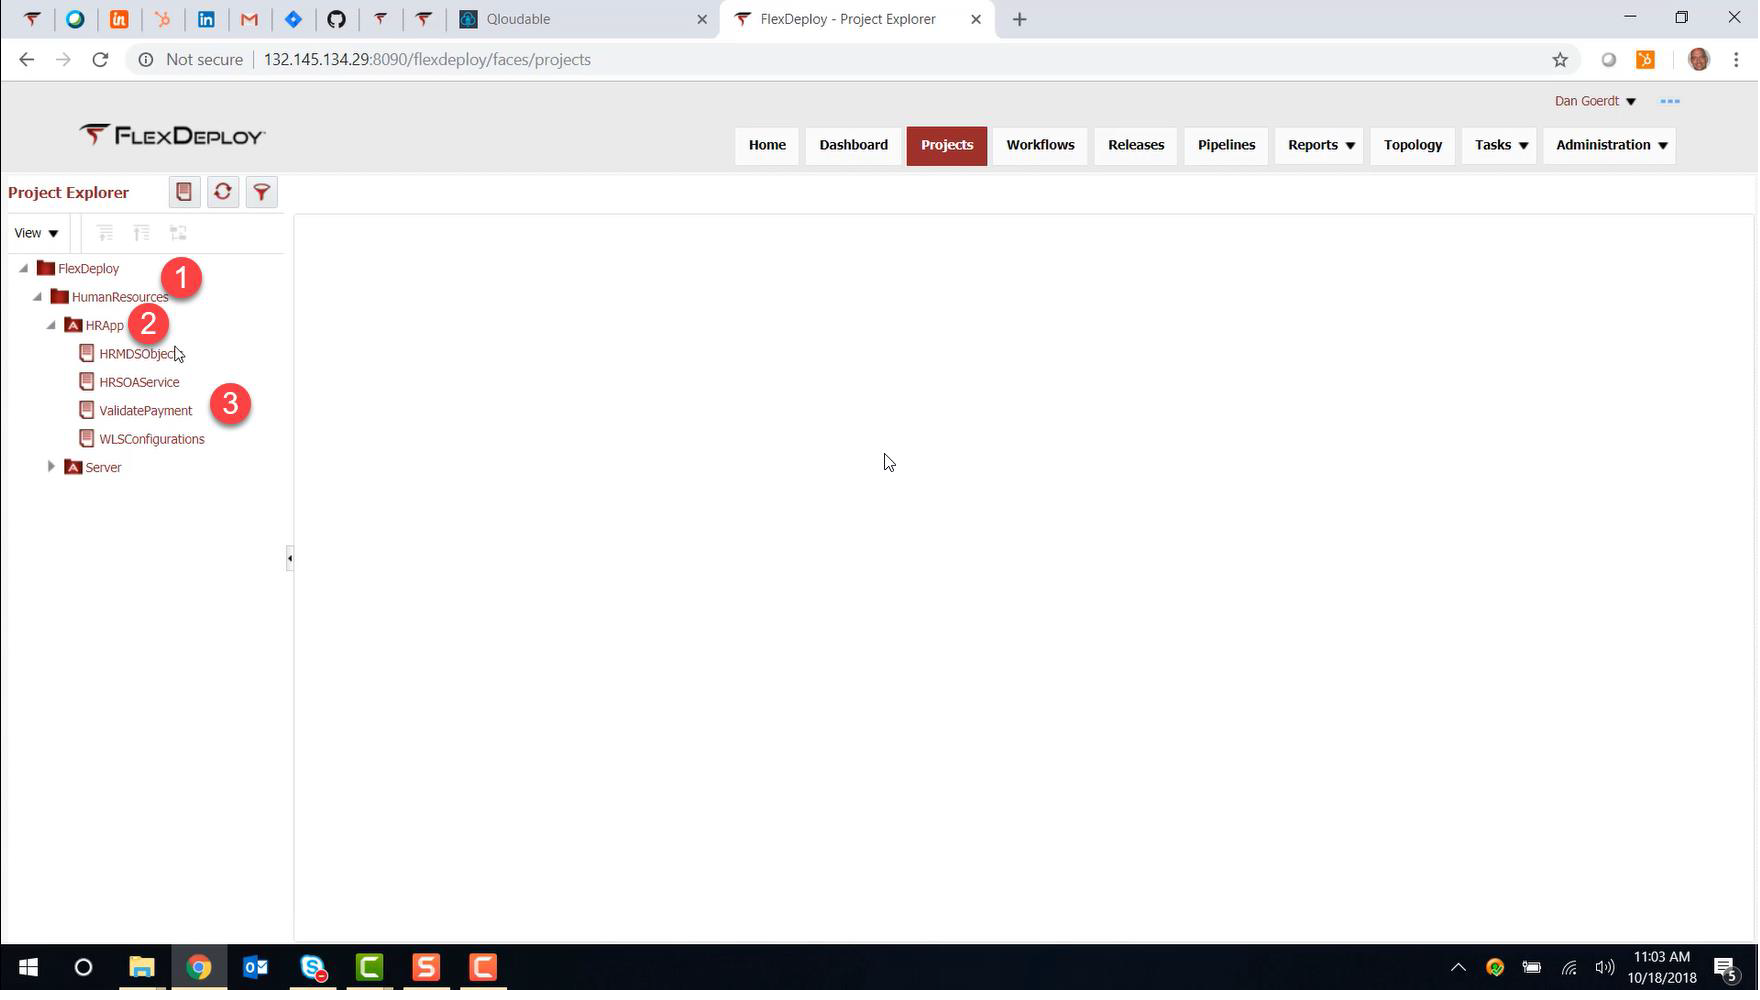 Qloudable
FlexDeploy - Project Explorer
Not secure
132.145.134.29:8090/flexdeploy/faces/projects
Dan Goerdt
FLEXDEPLOY
Home
Dashboard
Projects
Workflows
Releases
Pipelines
Reports
Topology
Tasks
Administration
Project Explorer
View
FlexDeploy
1
HumanResources
HRApp
2
HRMDSObjec
HRSOAService
ValidatePayment
3
WLSConfigurations
Server
11:03 AM
10/18/2018
5